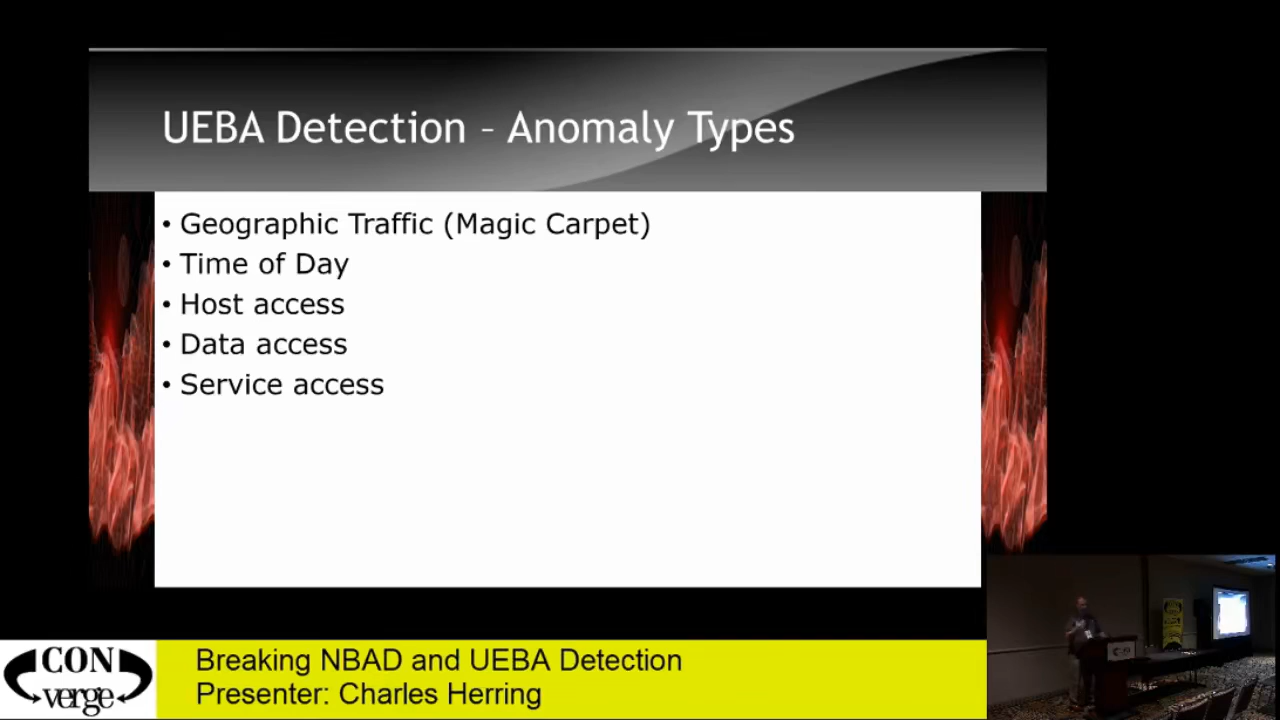 UEBA Detection – Anomaly Types
• Geographic Traffic (Magic Carpet)
• Time of Day
• Host access
• Data access
• Service access
CON
verge
Breaking NBAD and UEBA Detection
Presenter: Charles Herring